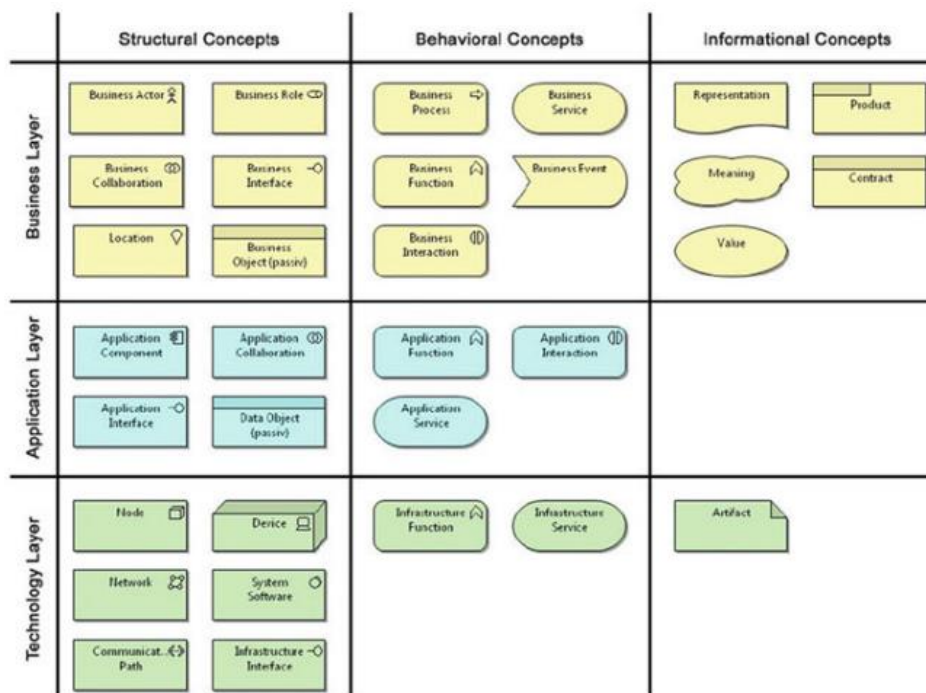 Structural Concepts
Behavioral Concepts
Informational Concepts
Business Layer
Business Actor
Business Role
Business
Process
Business
Service
Representation
Product
Business
Collaboration
Business
Interface
Business
Function
Business Event
Meaning
Contract
Location
Business
Object (passiv)
Business
Interaction
Value
Application Layer
Application
Component
Application
Collaboration
Application
Function
Application
Interaction
Application
Interface
Data Object
(passiv)
Application
Service
Technology Layer
Node
Device
Infrastructure
Function
Infrastructure
Service
Artifact
Network
System
Software
Communicat...
Path
Infrastructure
Interface